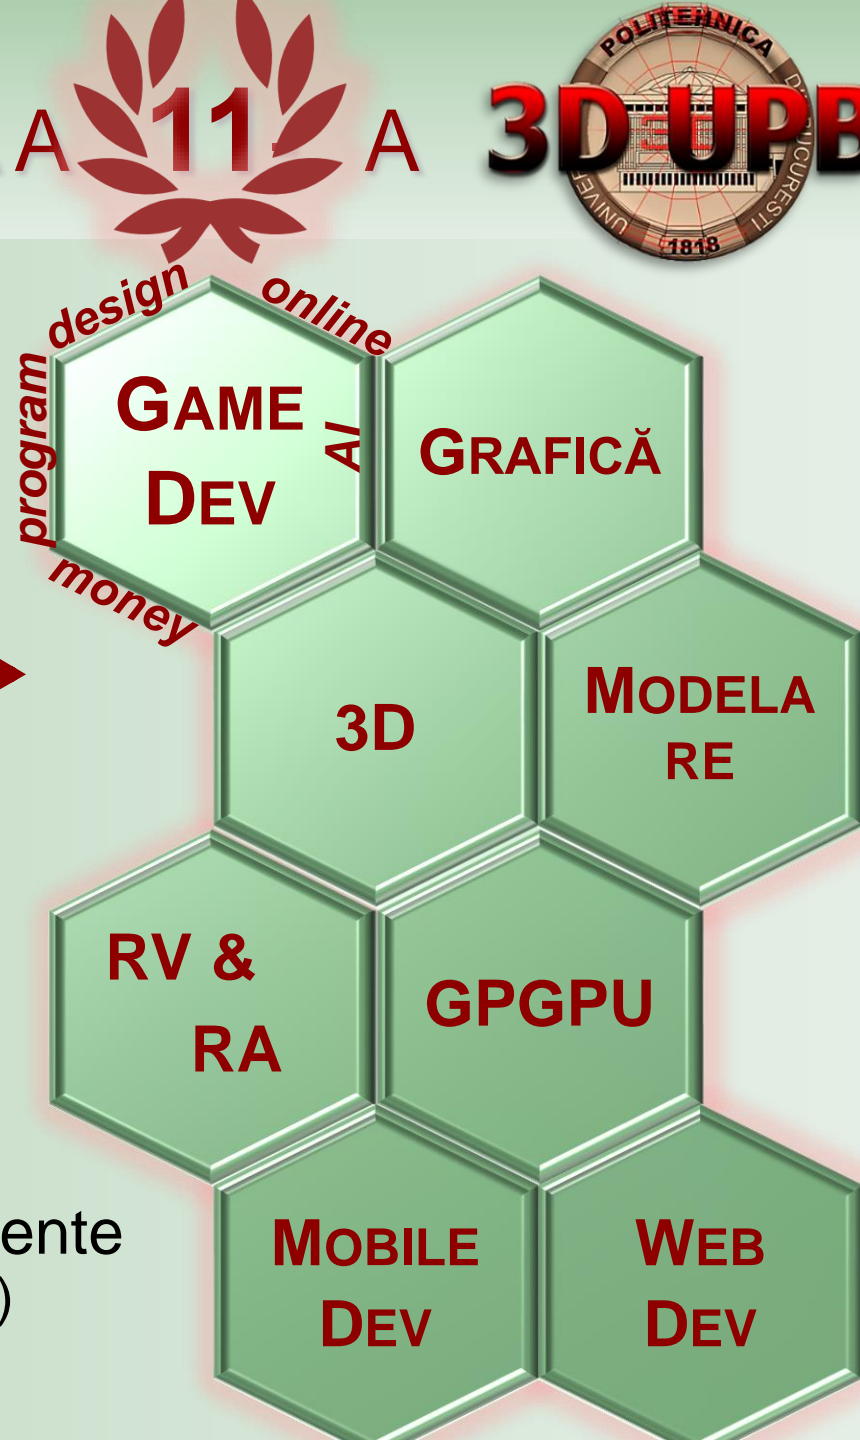 A 11- A
3D UPB
POLITEHNICA
BUCUREȘTI
1818
design
online
program
AI
money
GAME
DEV
GRAFICĂ
3D
MODELA
RE
RV &
RA
GPGPU
ente
)
MOBILE
DEV
WEB
DEV